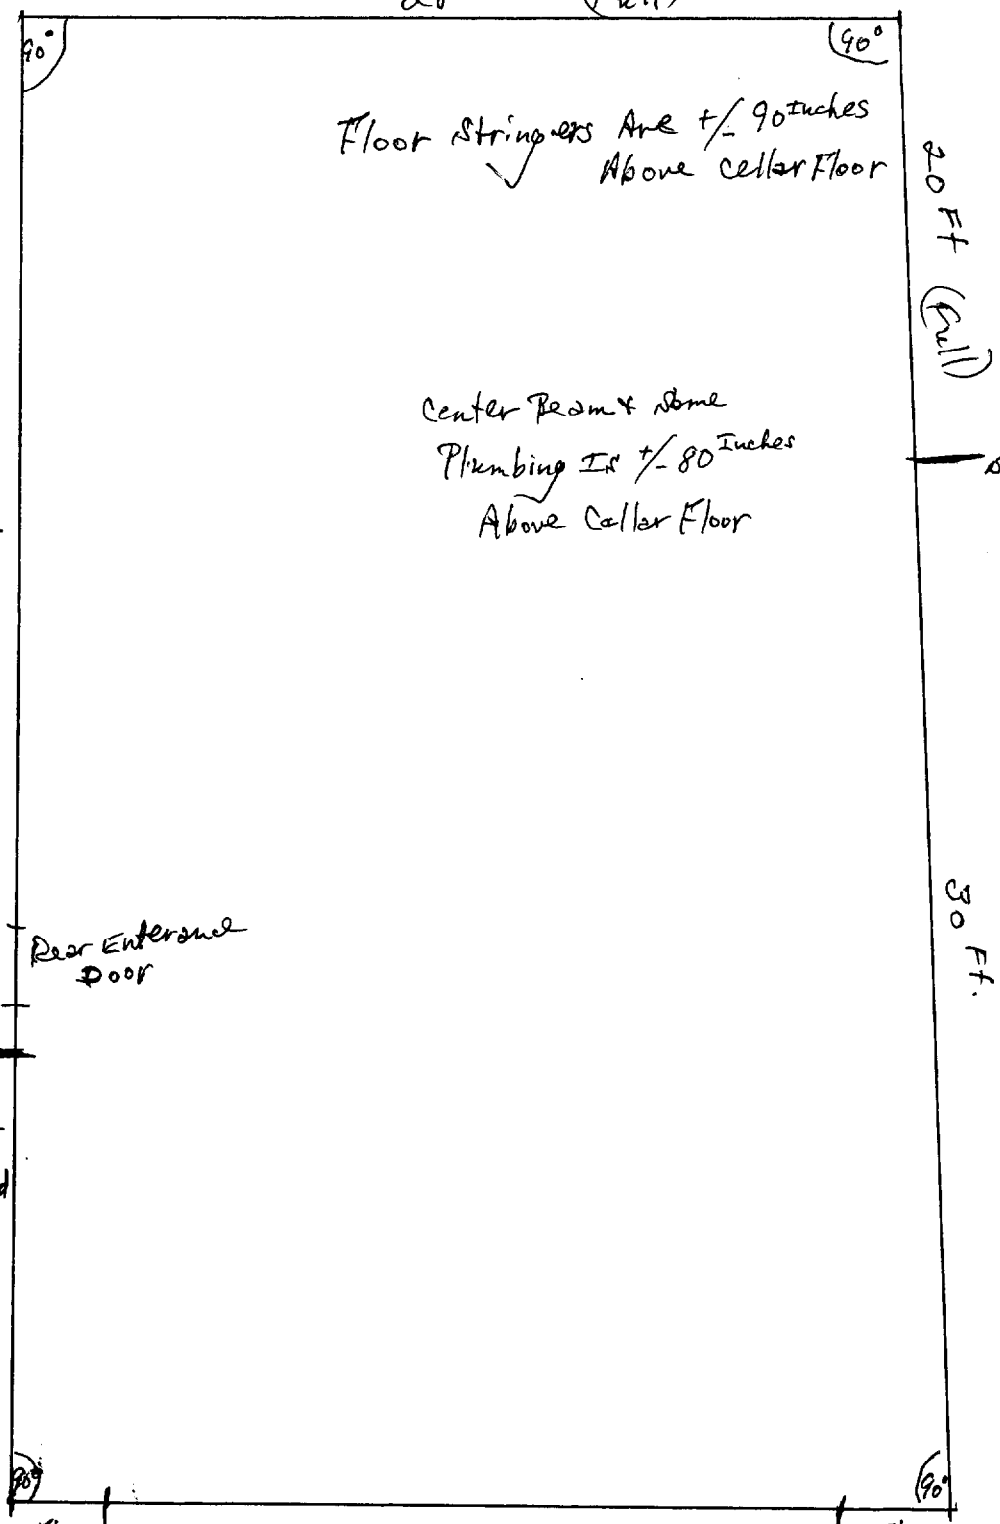 90°
90°
Floor Stringers Are +/- 90 Inches
Above Cellar Floor
20 Ft (Full)
Center Beam & Some
Plumbing Is +/- 80 Inches
Above Cellar Floor
30 Ft.
Rear Enterance
Door
90°
90°